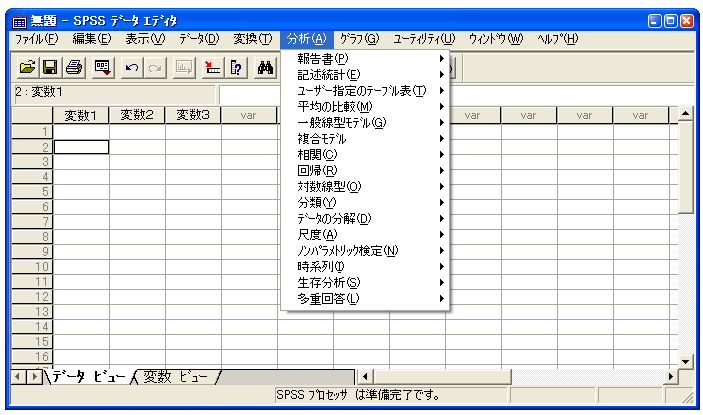 無題 - SPSS データ エディタ
ファイル(F) 編集(E) 表示(V) データ(D) 変換(T) 分析(A) グラフ(G) ユーティリティ(U) ウィンドウ(W) ヘルプ(H)
2 : 変数1
変数1 変数2 変数3 var var var var var
報告書(P)
記述統計(E)
ユーザー指定のテーブル表(T)
平均の比較(M)
一般線型モデル(G)
複合モデル
相関(C)
回帰(R)
対数線型(O)
分類(Y)
データの分解(D)
尺度(A)
ノンパラメトリック検定(N)
時系列(I)
生存分析(S)
多重回答(L)
1
2
3
4
5
6
7
8
9
10
11
12
13
14
15
16
データ ビュー 変数 ビュー
SPSS プロセッサ は準備完了です。